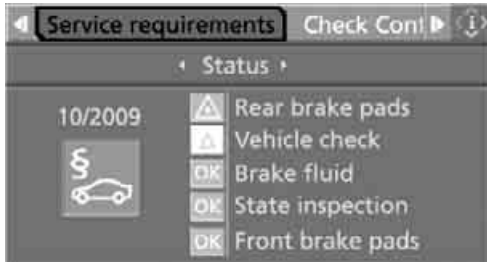 Service requirements Check Cont
Status
10/2009
§
Rear brake pads
Vehicle check
OK Brake fluid
OK State inspection
OK Front brake pads